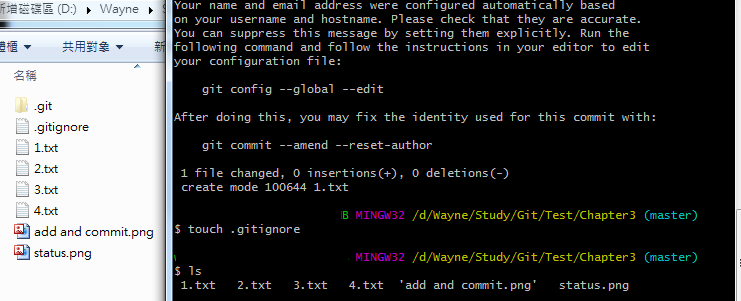 新增磁碟區 (D:) ▸ Wayne ▸
共用對象 ▾
名稱
.git
.gitignore
1.txt
2.txt
3.txt
4.txt
add and commit.png
status.png
Your name and email address were configured automatically based
on your username and hostname. Please check that they are accurate.
You can suppress this message by setting them explicitly. Run the
following command and follow the instructions in your editor to edit
your configuration file:
git config --global --edit
After doing this, you may fix the identity used for this commit with:
git commit --amend --reset-author
1 file changed, 0 insertions(+), 0 deletions(-)
create mode 100644 1.txt
B MINGW32 /d/Wayne/Study/Git/Test/Chapter3 (master)
$ touch .gitignore
MINGW32 /d/Wayne/Study/Git/Test/Chapter3 (master)
$ ls
1.txt 2.txt 3.txt 4.txt 'add and commit.png' status.png